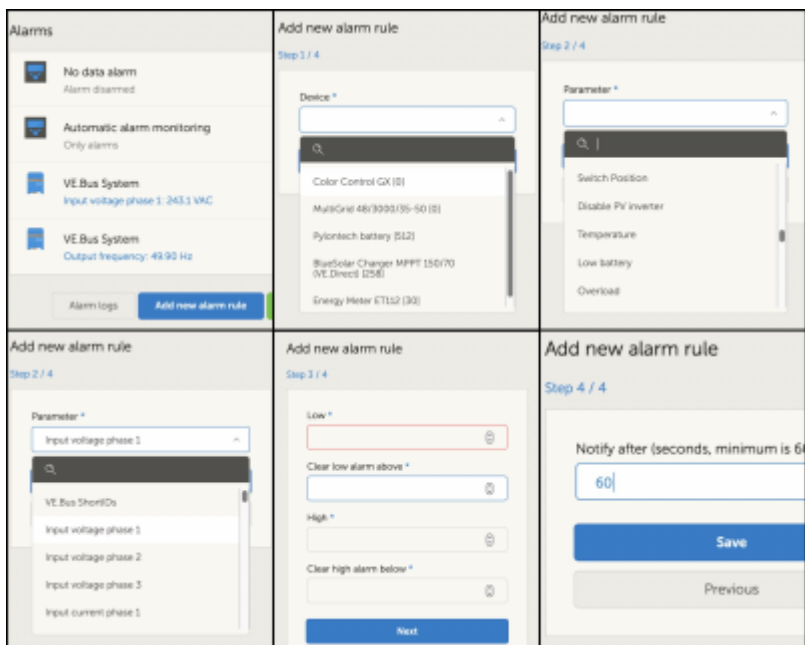 Alarms
No data alarm
Alarm disarmed
Automatic alarm monitoring
Only alarms
VE.Bus System
Input voltage phase 1: 243.1 VAC
VE.Bus System
Output frequency: 49.90 Hz
Alarm logs
Add new alarm rule
Add new alarm rule
Step 1 / 4
Device *
Color Control GX [0]
MultiGrid 48/3000/35-50 [0]
Pylontech battery [512]
BlueSolar Charger MPPT 150/70
(VE.Direct) [258]
Energy Meter ET112 [30]
Add new alarm rule
Step 2 / 4
Parameter *
Switch Position
Disable PV inverter
Temperature
Low battery
Overload
Add new alarm rule
Step 2 / 4
Parameter *
Input voltage phase 1
VE.Bus ShortIDs
Input voltage phase 1
Input voltage phase 2
Input voltage phase 3
Input current phase 1
Add new alarm rule
Step 3 / 4
Low *
Clear low alarm above *
High *
Clear high alarm below *
Next
Add new alarm rule
Step 4 / 4
Notify after (seconds, minimum is 6
60
Save
Previous